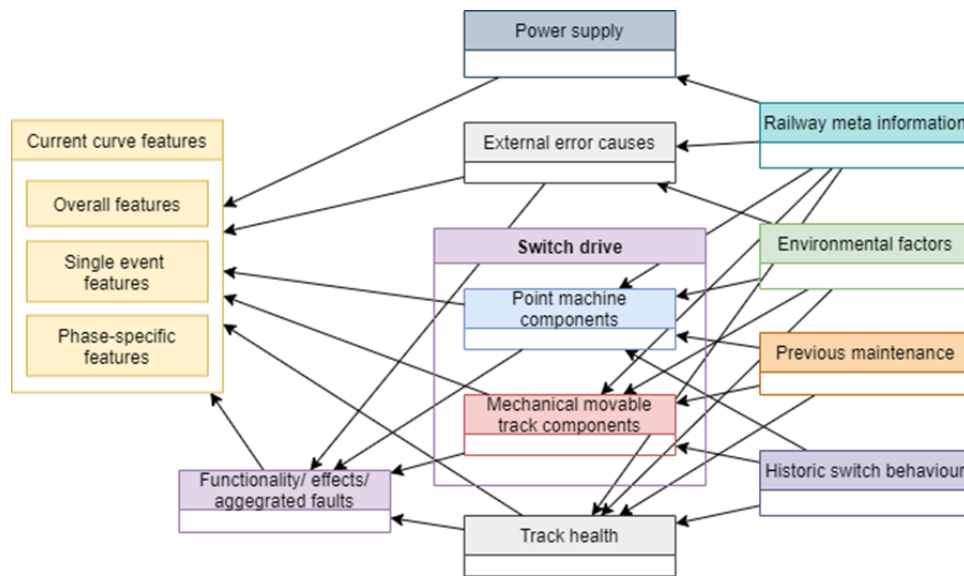 Power supply
Railway meta information
Current curve features
External error causes
Overall features
Switch drive
Environmental factors
Single event
features
Point machine
components
Phase-specific
features
Previous maintenance
Mechanical movable
track components
Functionality/ effects/
aggegrated faults
Historic switch behaviour
Track health